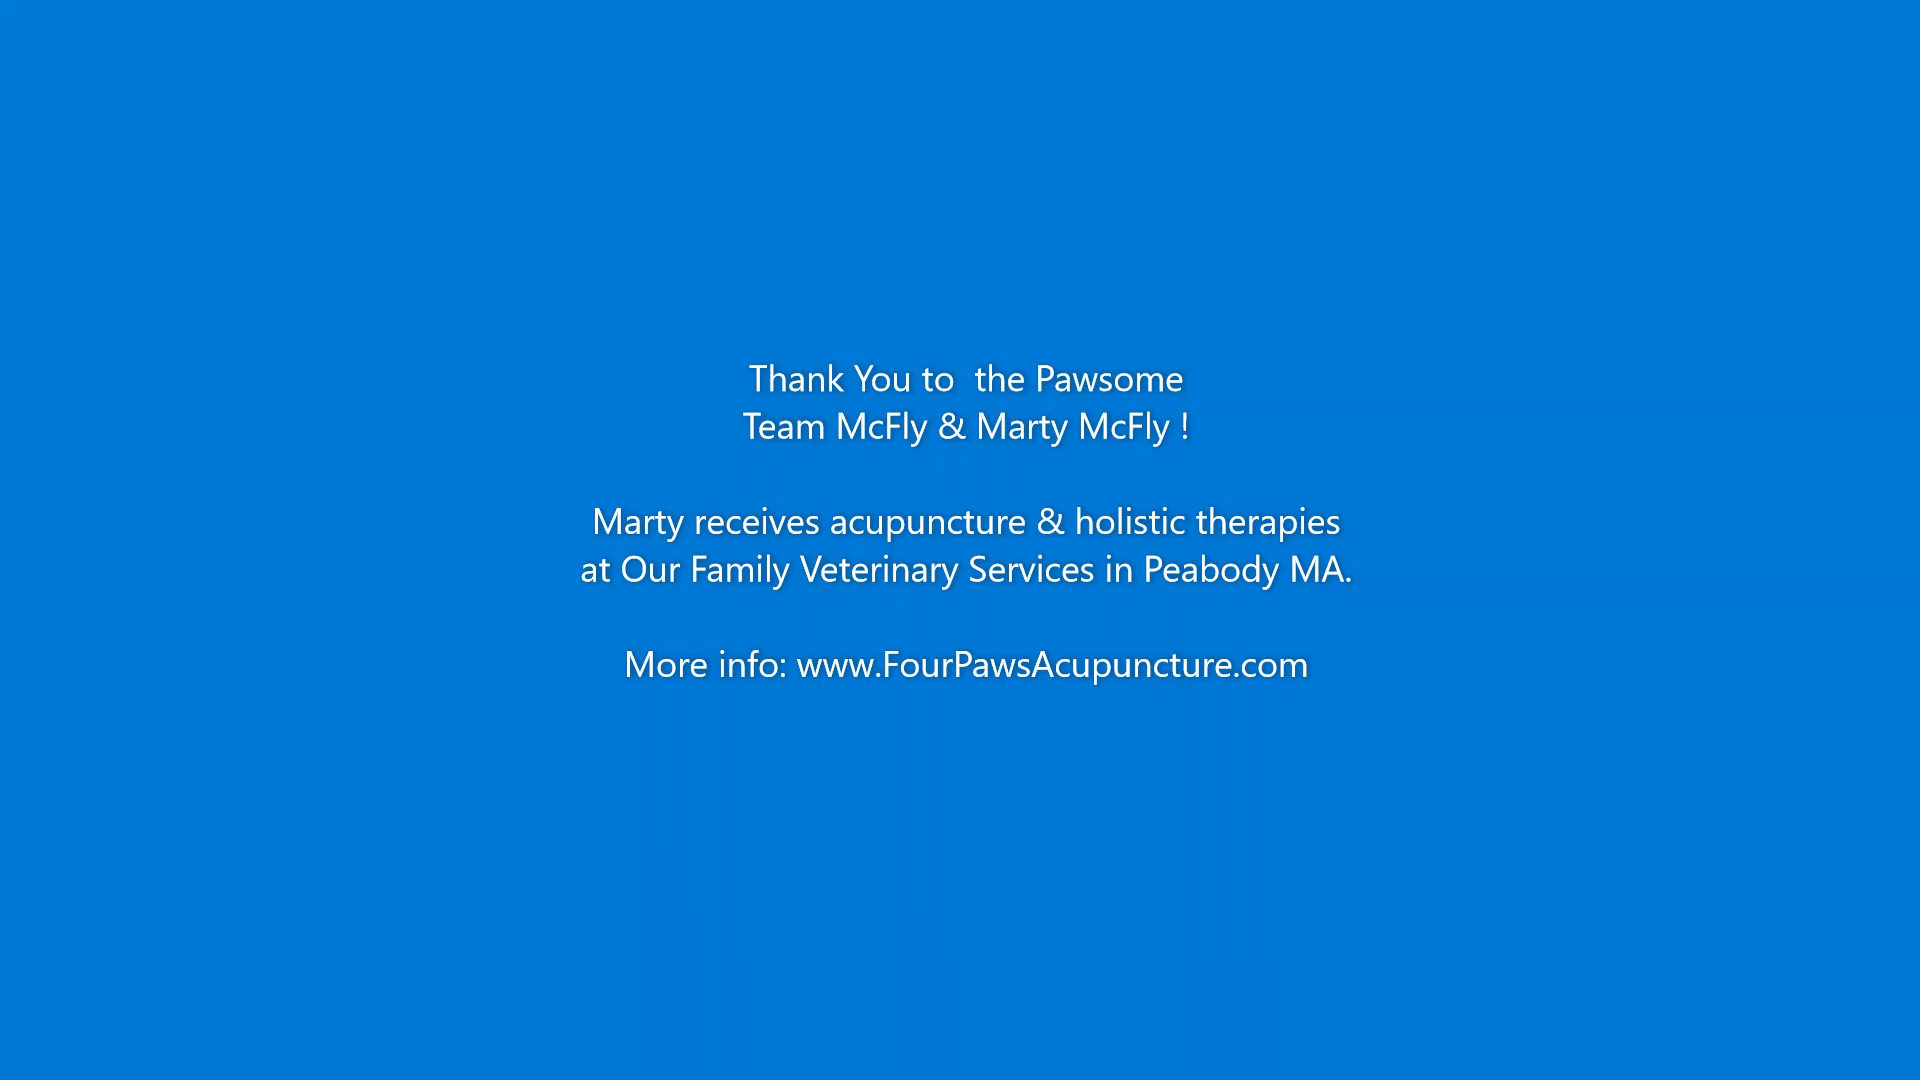 Thank You to  the Pawsome
Team McFly & Marty McFly !
Marty receives acupuncture & holistic therapies
at Our Family Veterinary Services in Peabody MA.
More info: www.FourPawsAcupuncture.com